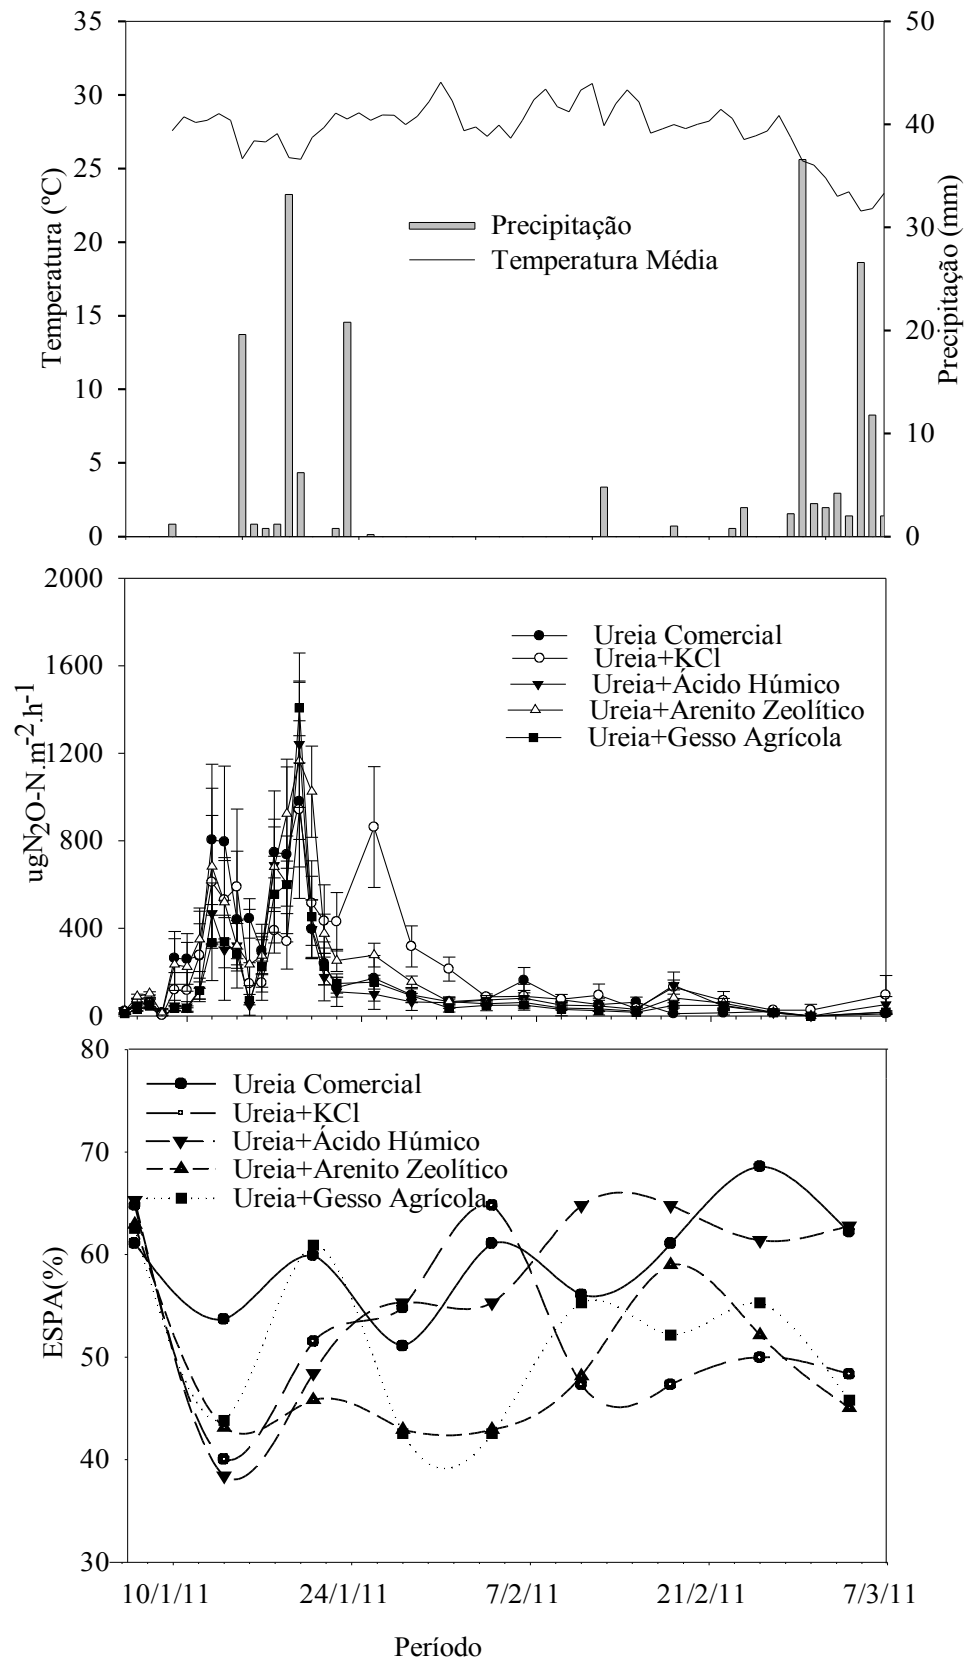 35
30
25
20
15
10
5
0
Temperatura (ºC)
50
40
30
20
10
0
Precipitação (mm)
Precipitação
Temperatura Média
2000
1600
1200
800
400
0
ugN2O-N.m-2.h-1
Ureia Comercial
Ureia+KCl
Ureia+Ácido Húmico
Ureia+Arenito Zeolítico
Ureia+Gesso Agrícola
80
70
60
50
40
30
ESPA(%)
Ureia Comercial
Ureia+KCl
Ureia+Ácido Húmico
Ureia+Arenito Zeolítico
Ureia+Gesso Agrícola
10/1/11 24/1/11 7/2/11 21/2/11 7/3/11
Período